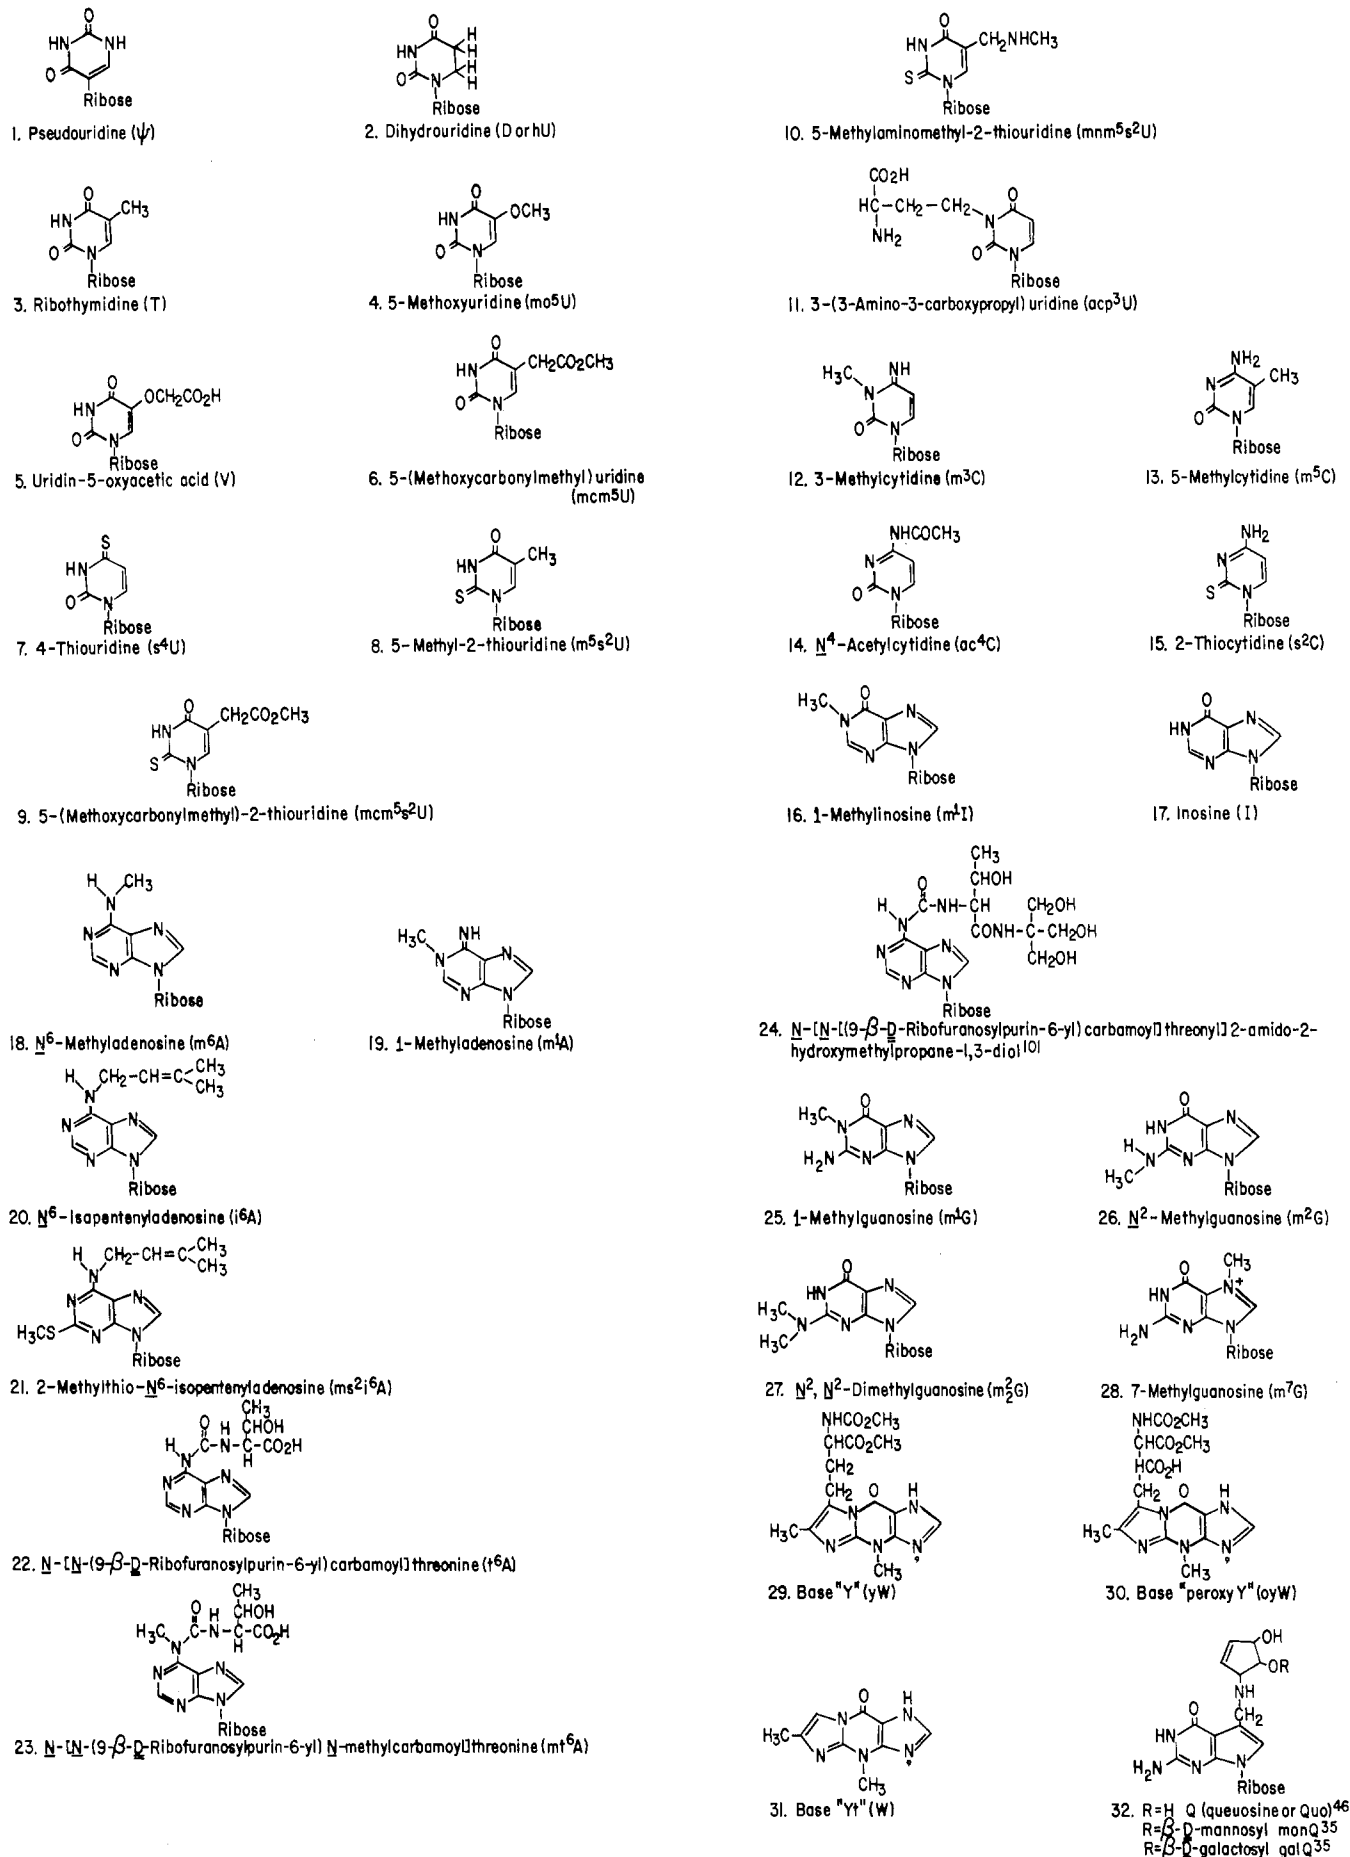 1. Pseudouridine (ψ)
2. Dihydrouridine (D or hU)
10. 5-Methylaminomethyl-2-thiouridine (mnm5s2U)
3. Ribothymidine (T)
4. 5-Methoxyuridine (mo5U)
11. 3-(3-Amino-3-carboxypropyl) uridine (acp3U)
5. Uridin-5-oxyacetic acid (V)
6. 5-(Methoxycarbonylmethyl) uridine
(mcm5U)
12. 3-Methylcytidine (m3C)
13. 5-Methylcytidine (m5C)
7. 4-Thiouridine (s4U)
8. 5-Methyl-2-thiouridine (m5s2U)
14. N4-Acetylcytidine (ac4C)
15. 2-Thiocytidine (s2C)
9. 5-(Methoxycarbonylmethyl)-2-thiouridine (mcm5s2U)
16. 1-Methylinosine (m1I)
17. Inosine (I)
18. N6-Methyladenosine (m6A)
19. 1-Methyladenosine (m1A)
24. N-[N-[(9-β-D-Ribofuranosylpurin-6-yl) carbamoyl] threonyl] 2-amido-2-
hydroxymethylpropane-1,3-diol101
20. N6-Isapentenyladenosine (i6A)
25. 1-Methylguanosine (m1G)
26. N2-Methylguanosine (m2G)
21. 2-Methylthio-N6-isopentenyladenosine (ms2i6A)
27. N2, N2-Dimethylguanosine (m22G)
28. 7-Methylguanosine (m7G)
22. N-[N-(9-β-D-Ribofuranosylpurin-6-yl) carbamoyl] threonine (t6A)
29. Base "Y" (yW)
30. Base "peroxy Y" (oyW)
23. N-[N-(9-β-D-Ribofuranosylpurin-6-yl) N-methylcarbamoyl] threonine (mt6A)
31. Base "Yt" (W)
32. R=H Q (queuosine or Quo)46
R=β-D-mannosyl manQ35
R=β-D-galactosyl galQ35